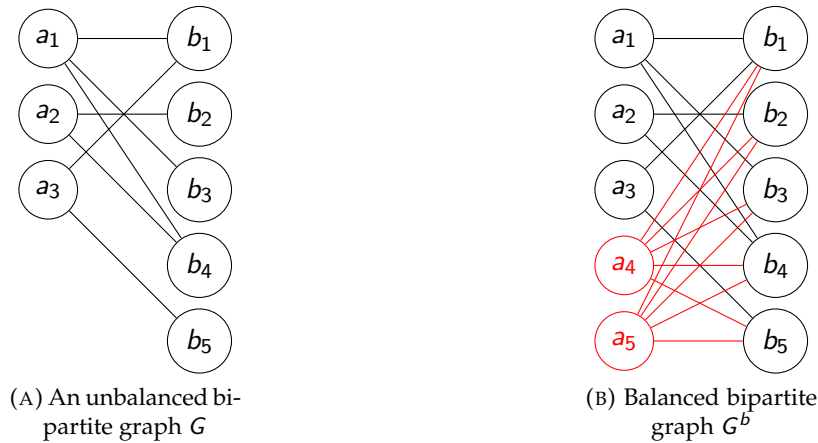 a1 b1 a1 b1
a2 b2 a2 b2
a3 b3 a3 b3
b4 a4 b4
b5 a5 b5
(A) An unbalanced bi-
partite graph G
(B) Balanced bipartite
graph G^b